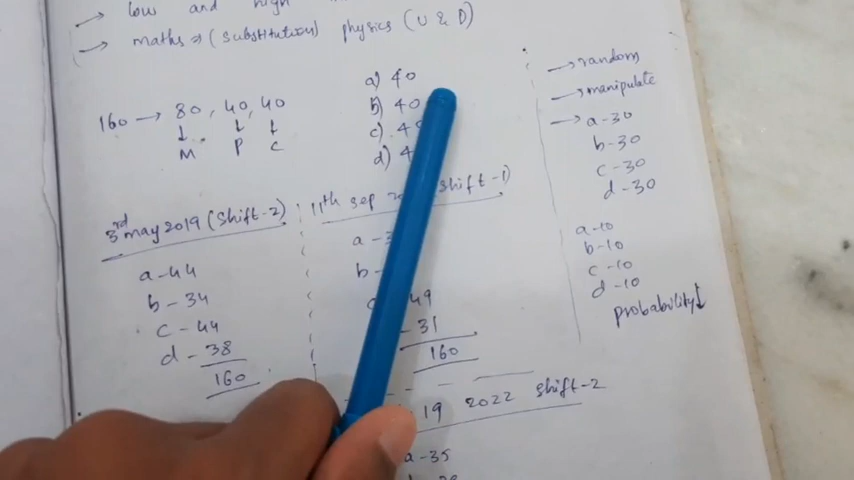 → low and high
→ maths ⇒ (substitution) physics (U & D)
160 → 80, 40, 40
↓ ↓ ↓
M P C
a) 40
b) 40
c) 40
d)
→ random
→ manipulate
→ a - 30
b - 30
c - 30
d - 30
a - 10
b - 10
c - 10
d - 10
probability ↓
3rd may 2019 (Shift-2)
a - 44
b - 34
c - 44
d - 38
160
11th sep shift-1)
a -
b -
49
- 31
160
19 2022 shift-2
a - 35